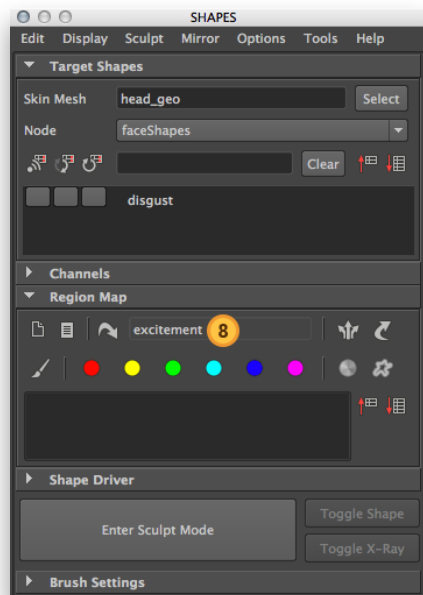 SHAPES
Edit Display Sculpt Mirror Options Tools Help
Target Shapes
Skin Mesh head_geo Select
Node faceShapes
Clear
disgust
Channels
Region Map
excitement 8
Shape Driver
Enter Sculpt Mode Toggle Shape
Toggle X-Ray
Brush Settings